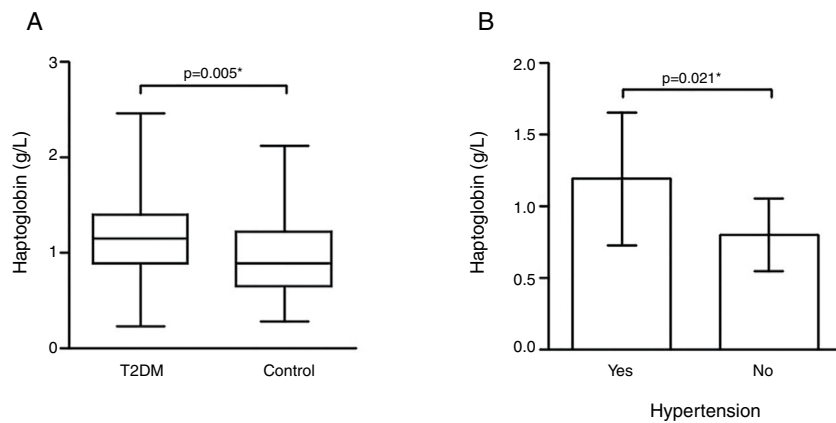 A
p=0.005*
3
2
1
0
Haptoglobin (g/L)
T2DM Control
B
p=0.021*
2.0
1.5
1.0
0.5
0.0
Haptoglobin (g/L)
Yes No
Hypertension